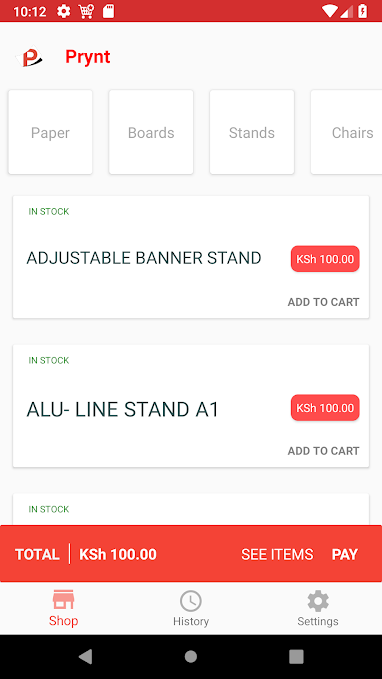 10:12
Prynt
Paper Boards Stands Chairs
IN STOCK
ADJUSTABLE BANNER STAND
KSh 100.00
ADD TO CART
IN STOCK
ALU- LINE STAND A1
KSh 100.00
ADD TO CART
IN STOCK
TOTAL KSh 100.00 SEE ITEMS PAY
Shop History Settings